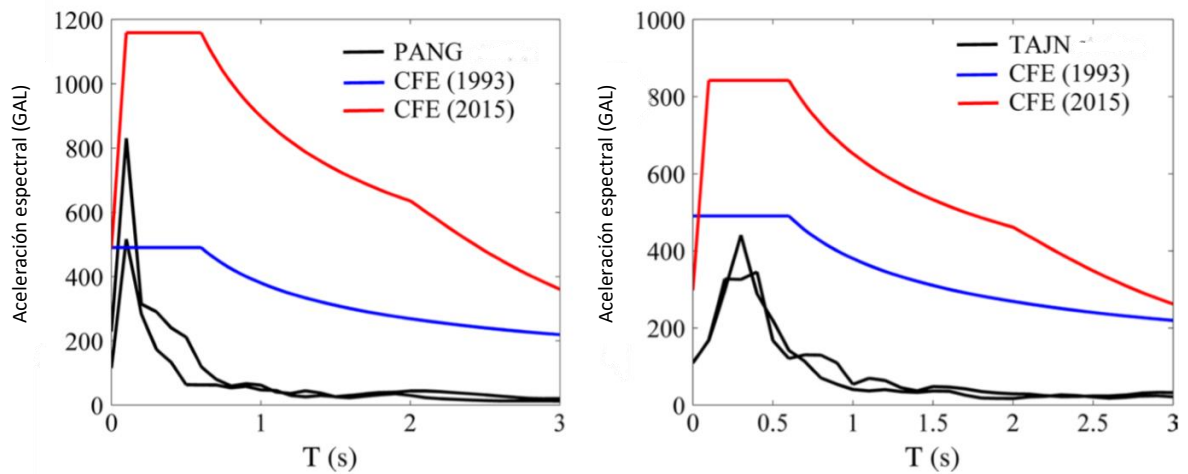 Aceleración espectral (GAL)
1200
1000
800
600
400
200
0
0
1
2
3
T (s)
PANG
CFE (1993)
CFE (2015)
Aceleración espectral (GAL)
1000
800
600
400
200
0
0
0.5
1
1.5
2
2.5
3
T (s)
TAJN
CFE (1993)
CFE (2015)